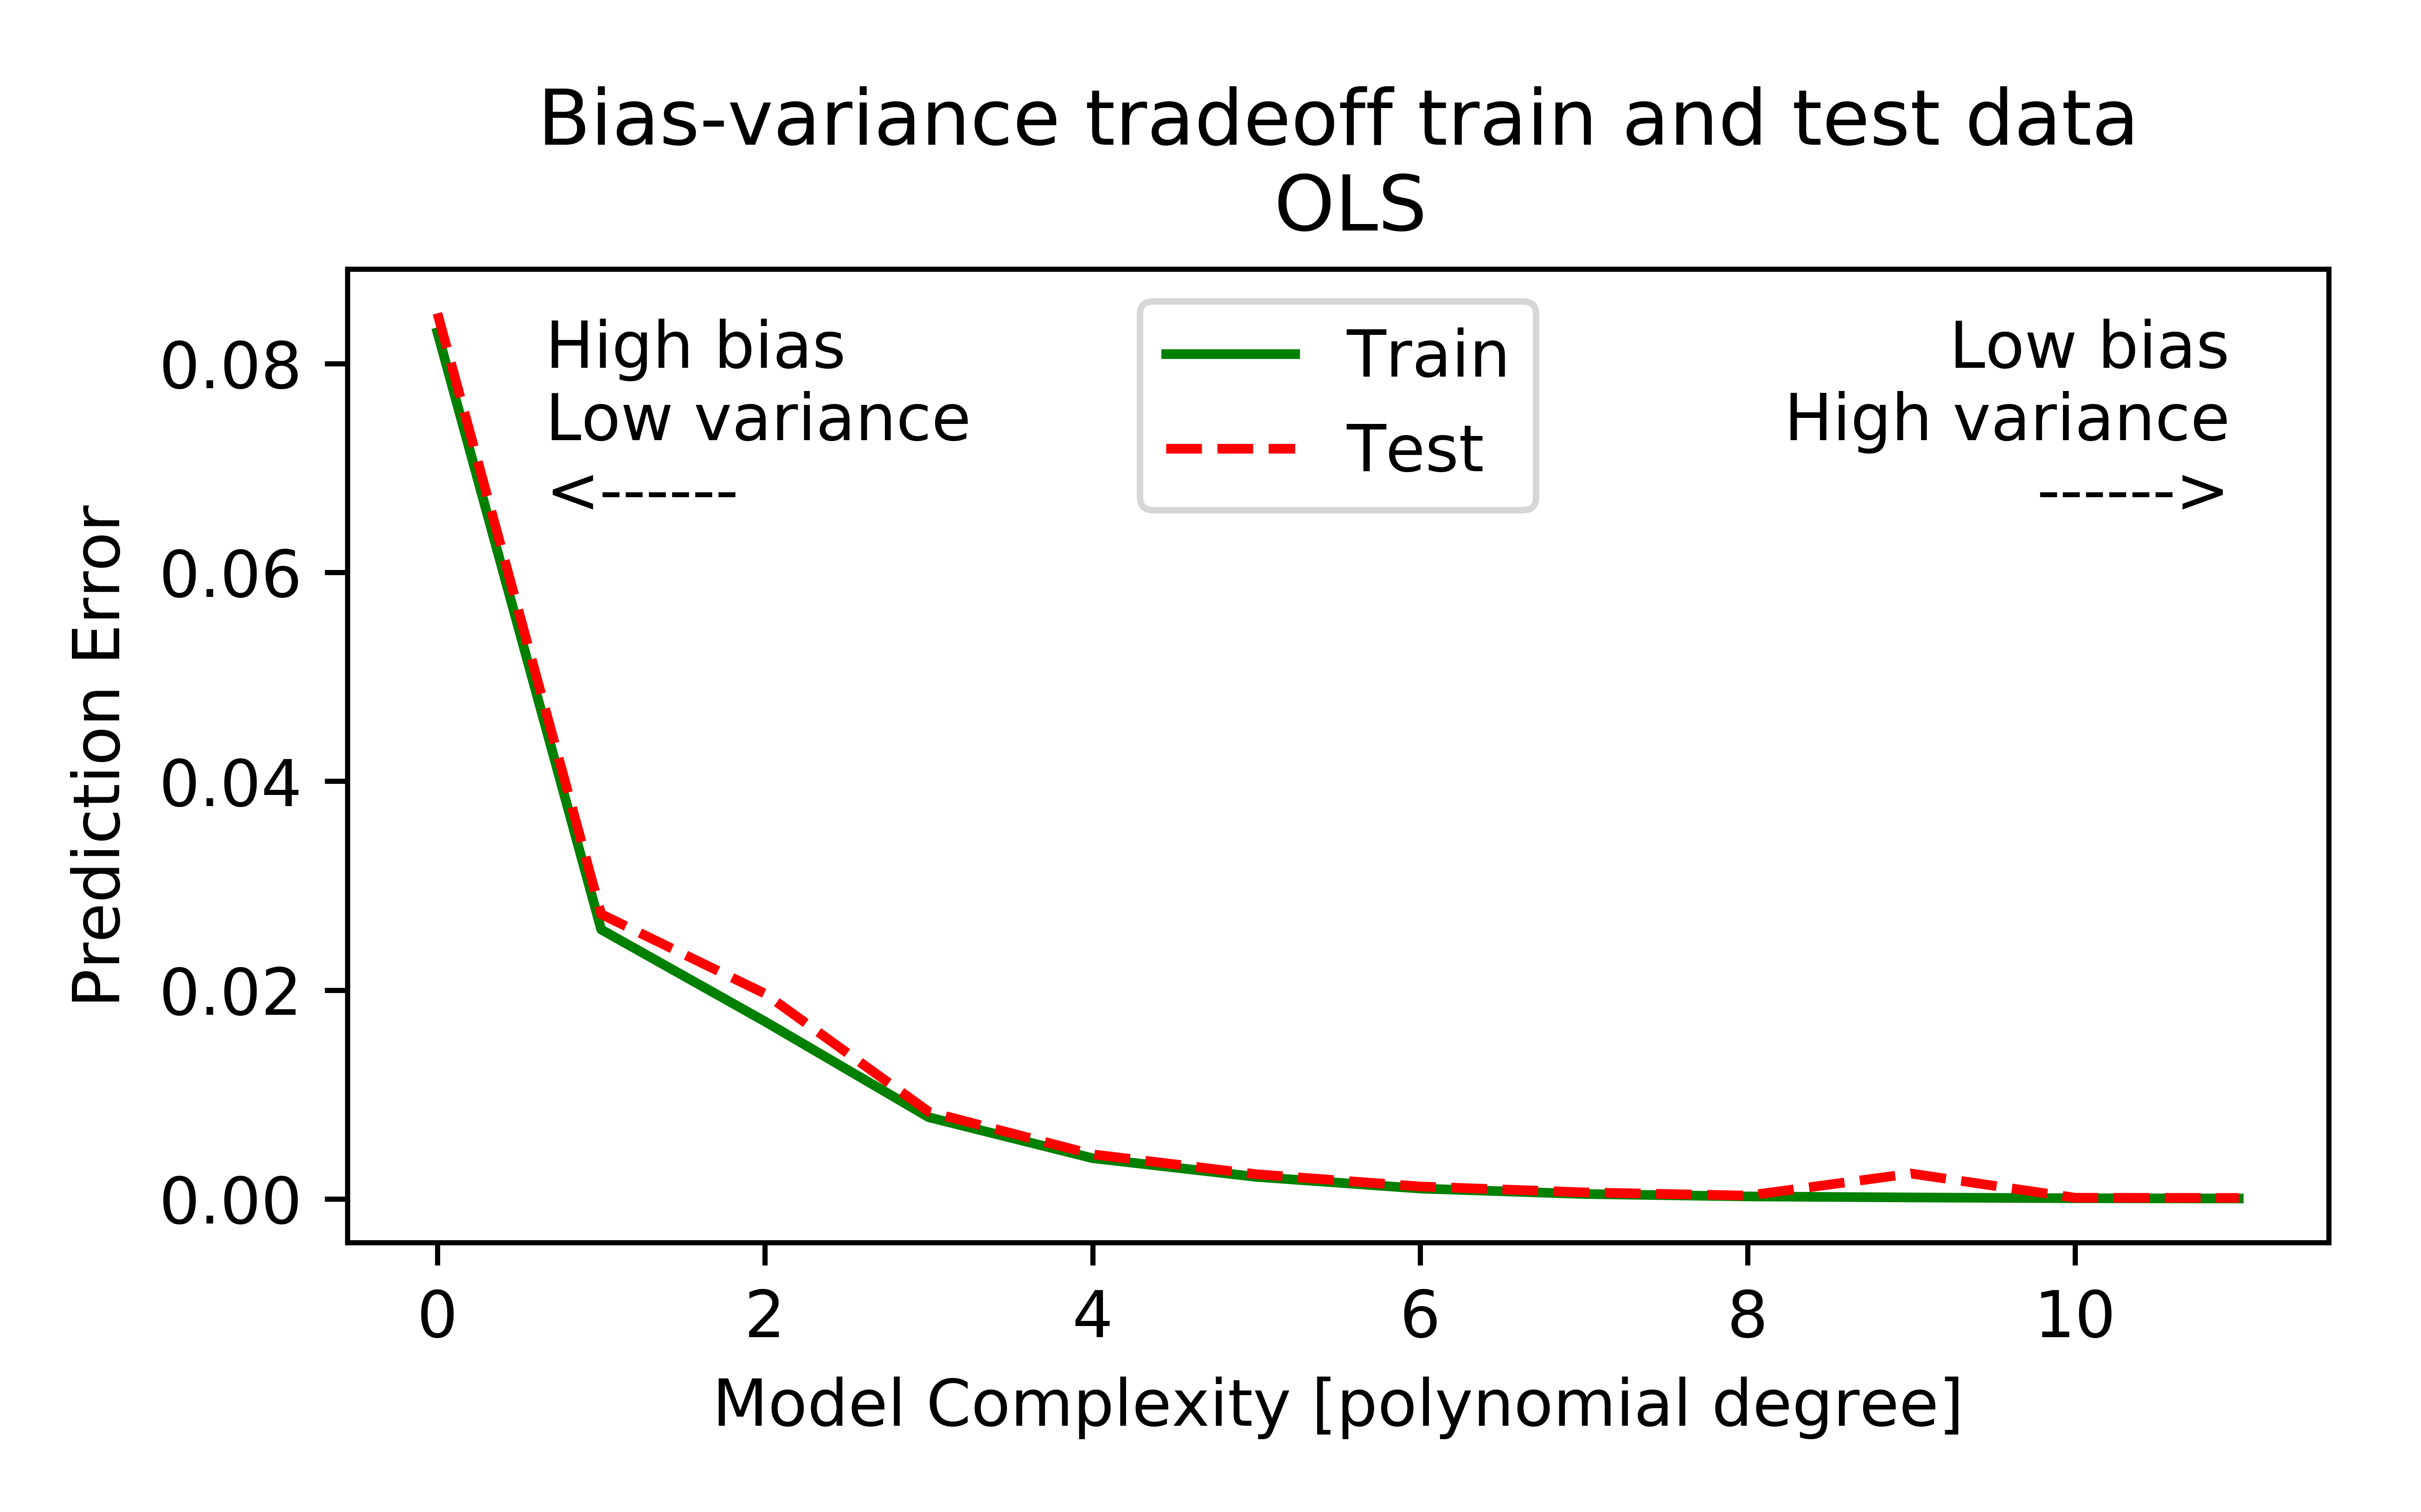 Bias-variance tradeoff train and test data
OLS
High bias
Low variance
<------
Train
Test
Low bias
High variance
------>
Prediction Error
0.08
0.06
0.04
0.02
0.00
0 2 4 6 8 10
Model Complexity [polynomial degree]